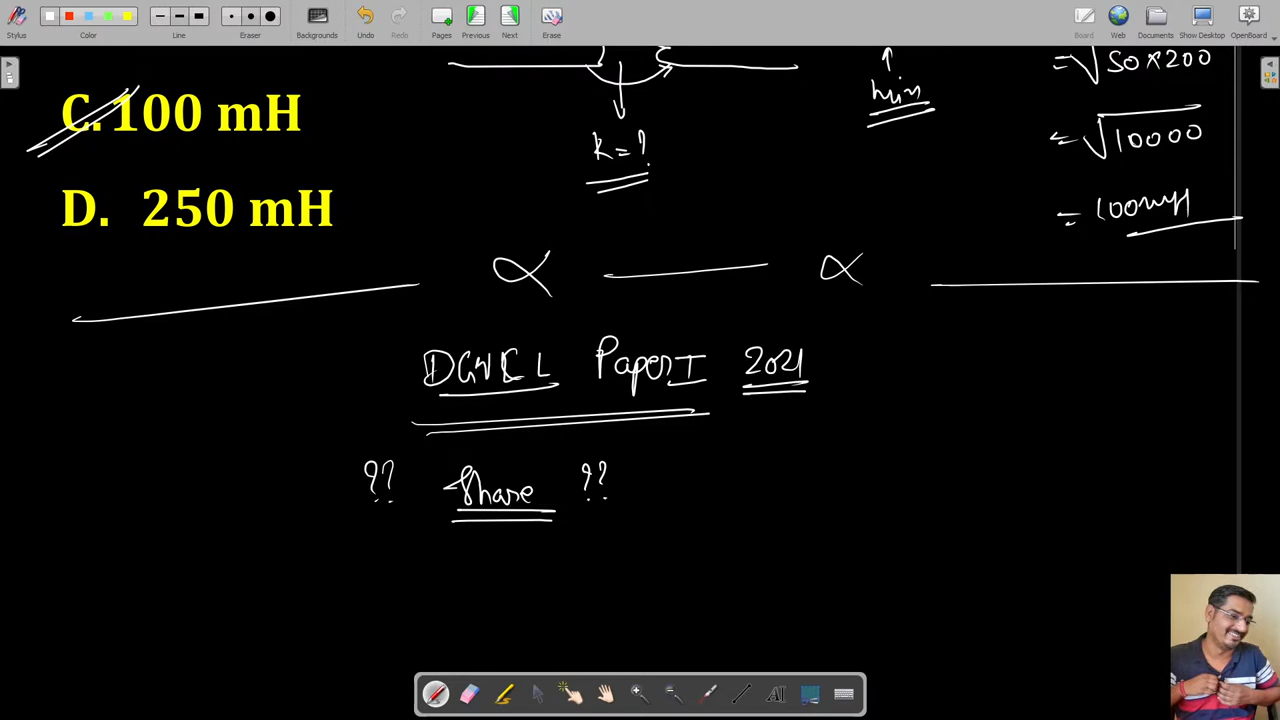 Stylus
Color
Line
Eraser
Backgrounds
Undo
Redo
Pages
Previous
Next
Erase
Board
Web
Documents
Show Desktop
OpenBoard
= √50×200
C. 100 mH
min
= √10000
K = ?
D. 250 mH
= 100mH
∝ ∝
DGVCL Paper I 2021
?? Share ??